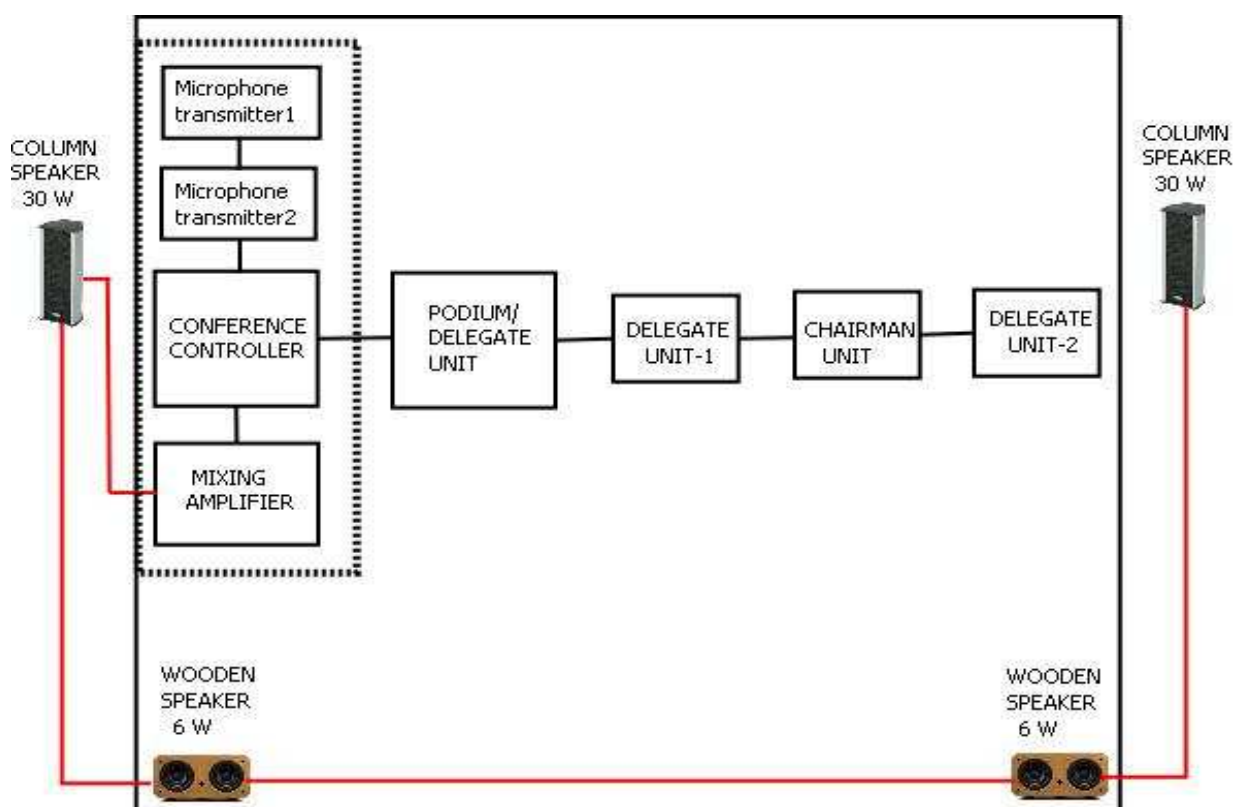 Microphone
transmitter1
COLUMN
SPEAKER
30 W
COLUMN
SPEAKER
30 W
Microphone
transmitter2
CONFERENCE
CONTROLLER
PODIUM/
DELEGATE
UNIT
DELEGATE
UNIT-1
CHAIRMAN
UNIT
DELEGATE
UNIT-2
MIXING
AMPLIFIER
WOODEN
SPEAKER
6 W
WOODEN
SPEAKER
6 W